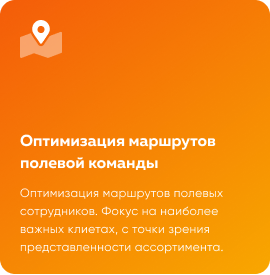 Оптимизация маршрутов
полевой команды
Оптимизация маршрутов полевых
сотрудников. Фокус на наиболее
важных клиетах, с точки зрения
представленности ассортимента.